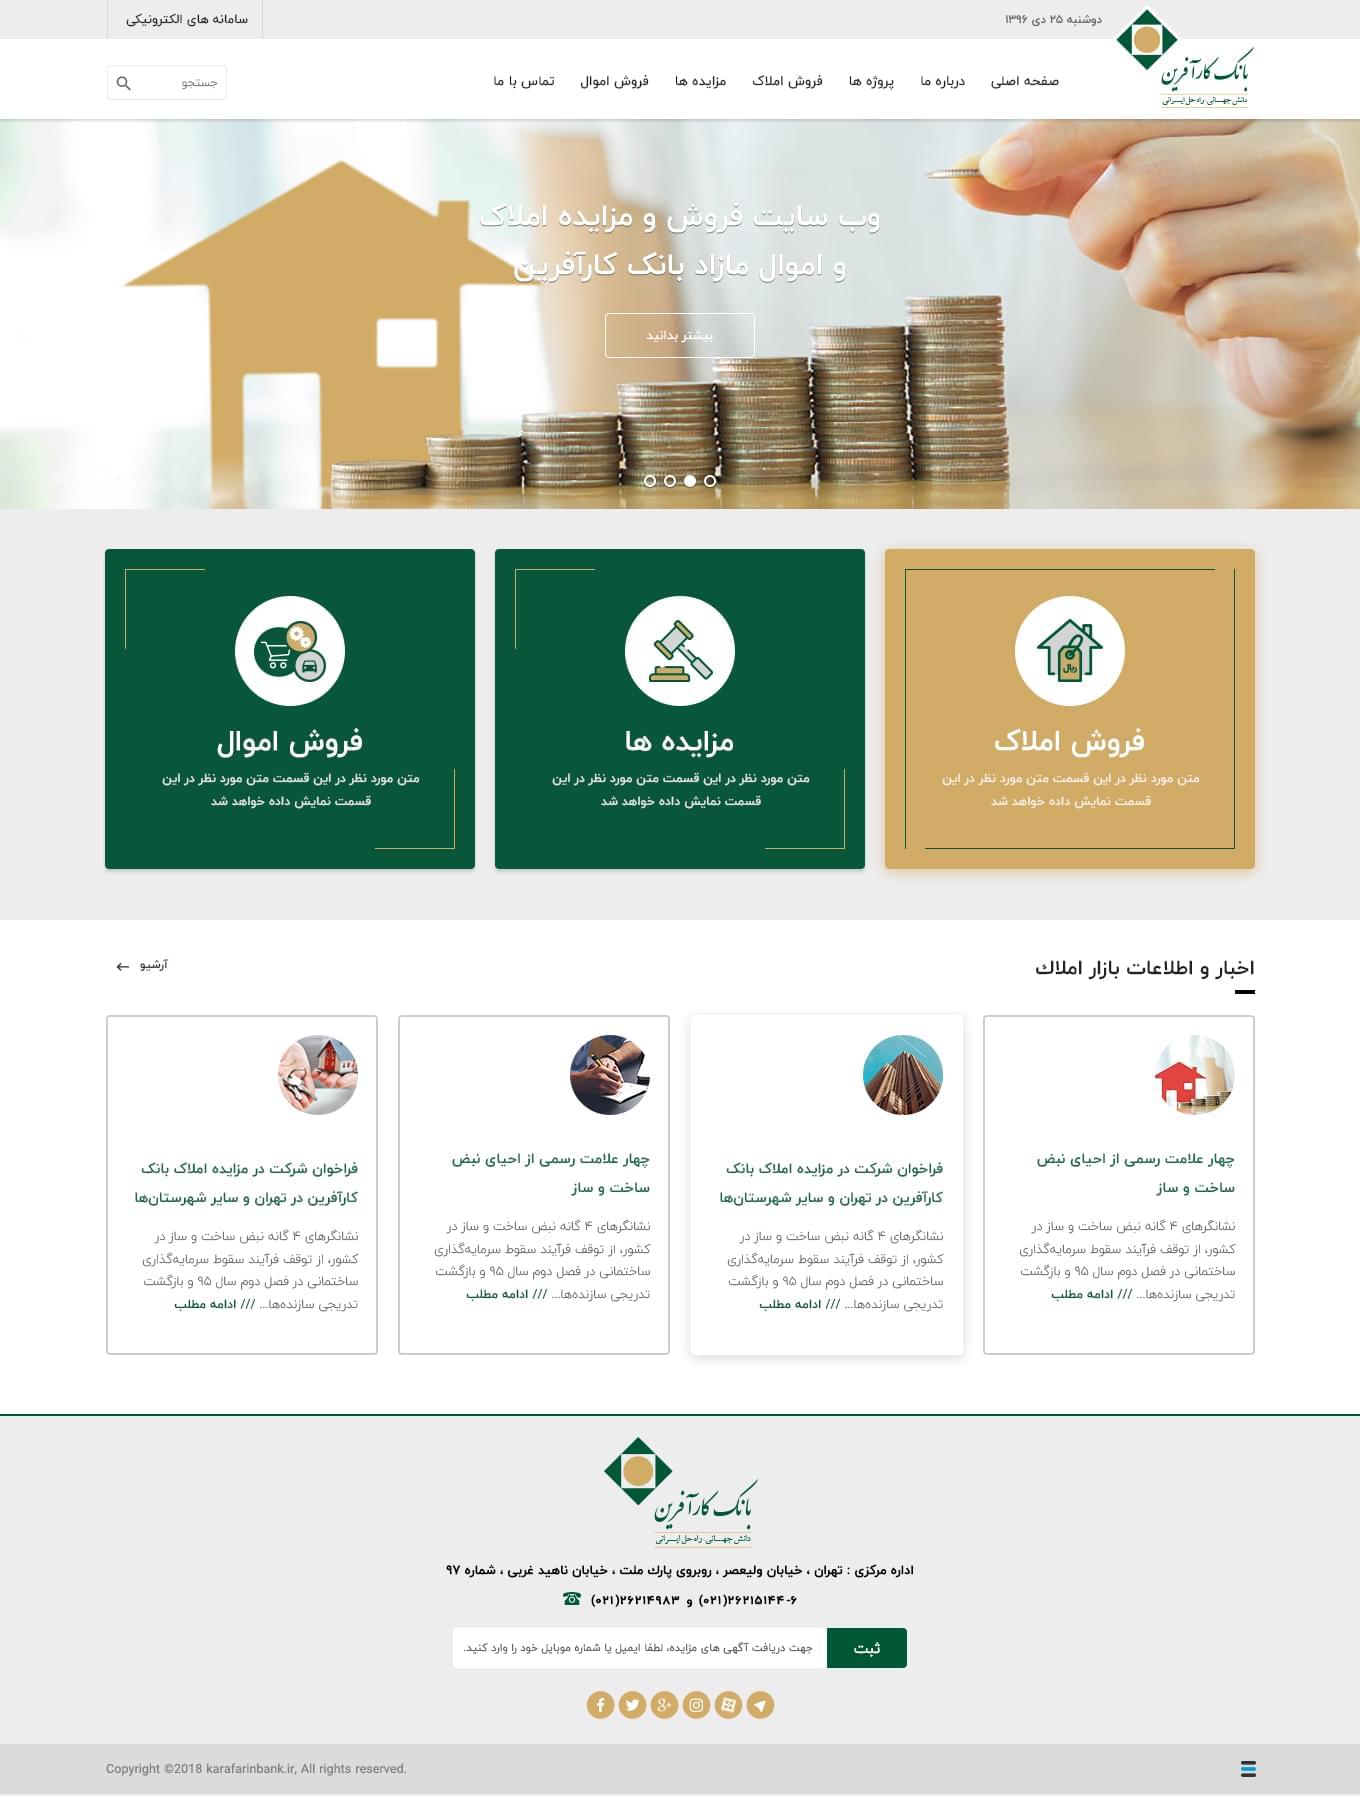 دوشنبه ۲۵ دی ۱۳۹۶
سامانه های الکترونیکی
بانک کارآفرین
دانش جهانی، راه حل ایرانی
صفحه اصلی
درباره ما
پروژه ها
فروش املاک
مزایده ها
فروش اموال
تماس با ما
جستجو
وب سایت فروش و مزایده املاک
و اموال مازاد بانک کارآفرین
بیشتر بدانید
ریال
فروش املاک
متن مورد نظر در این قسمت متن مورد نظر در این
قسمت نمایش داده خواهد شد
مزایده ها
متن مورد نظر در این قسمت متن مورد نظر در این
قسمت نمایش داده خواهد شد
فروش اموال
متن مورد نظر در این قسمت متن مورد نظر در این
قسمت نمایش داده خواهد شد
اخبار و اطلاعات بازار املاك
آرشیو
چهار علامت رسمی از احیای نبض
ساخت و ساز
نشانگرهای ۴ گانه نبض ساخت و ساز در
کشور، از توقف فرآیند سقوط سرمایه‌گذاری
ساختمانی در فصل دوم سال ۹۵ و بازگشت
تدریجی سازنده‌ها... /// ادامه مطلب
فراخوان شرکت در مزایده املاک بانک
کارآفرین در تهران و سایر شهرستان‌ها
نشانگرهای ۴ گانه نبض ساخت و ساز در
کشور، از توقف فرآیند سقوط سرمایه‌گذاری
ساختمانی در فصل دوم سال ۹۵ و بازگشت
تدریجی سازنده‌ها... /// ادامه مطلب
چهار علامت رسمی از احیای نبض
ساخت و ساز
نشانگرهای ۴ گانه نبض ساخت و ساز در
کشور، از توقف فرآیند سقوط سرمایه‌گذاری
ساختمانی در فصل دوم سال ۹۵ و بازگشت
تدریجی سازنده‌ها... /// ادامه مطلب
فراخوان شرکت در مزایده املاک بانک
کارآفرین در تهران و سایر شهرستان‌ها
نشانگرهای ۴ گانه نبض ساخت و ساز در
کشور، از توقف فرآیند سقوط سرمایه‌گذاری
ساختمانی در فصل دوم سال ۹۵ و بازگشت
تدریجی سازنده‌ها... /// ادامه مطلب
بانک کارآفرین
دانش جهانی، راه حل ایرانی
اداره مرکزی : تهران ، خیابان ولیعصر ، روبروی پارك ملت ، خیابان ناهید غربی ، شماره ۹۷
۲۶۲۱۵۱۴۴-۶(۰۲۱) و ۲۶۲۱۴۹۸۳(۰۲۱)
جهت دریافت آگهی های مزایده، لطفا ایمیل یا شماره موبایل خود را وارد کنید.
ثبت
Copyright ©2018 karafarinbank.ir, All rights reserved.